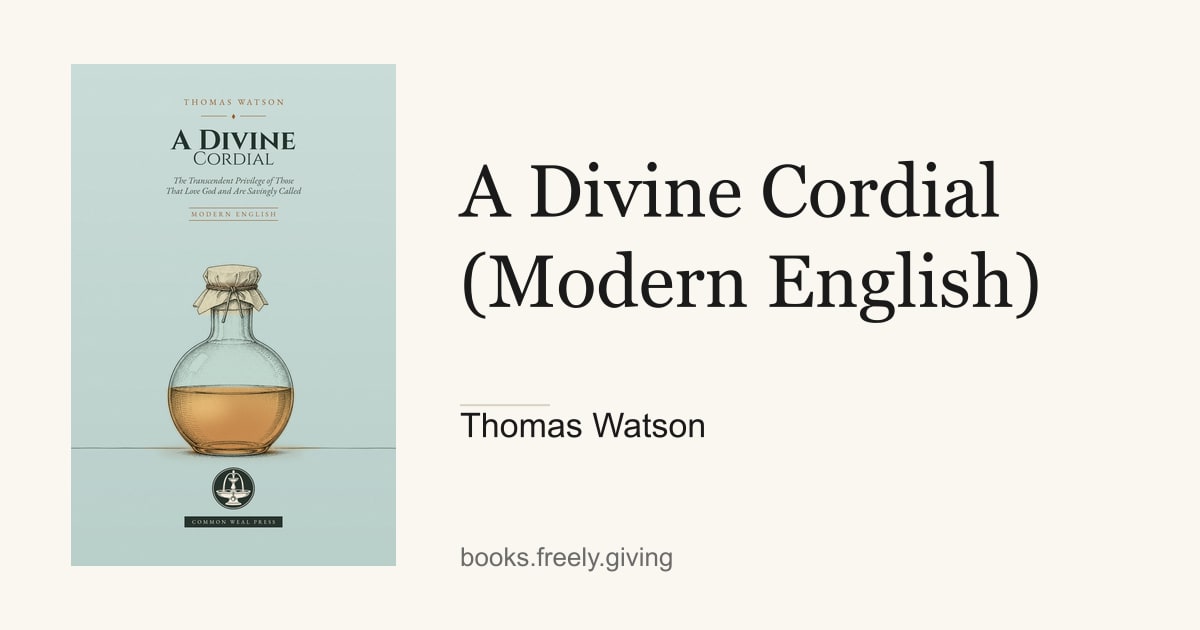 THOMAS WATSON
A DIVINE
CORDIAL
The Transcendent Privilege of Those
That Love God and Are Savingly Called
MODERN ENGLISH
COMMON WEAL PRESS
A Divine Cordial
(Modern English)
Thomas Watson
books.freely.giving